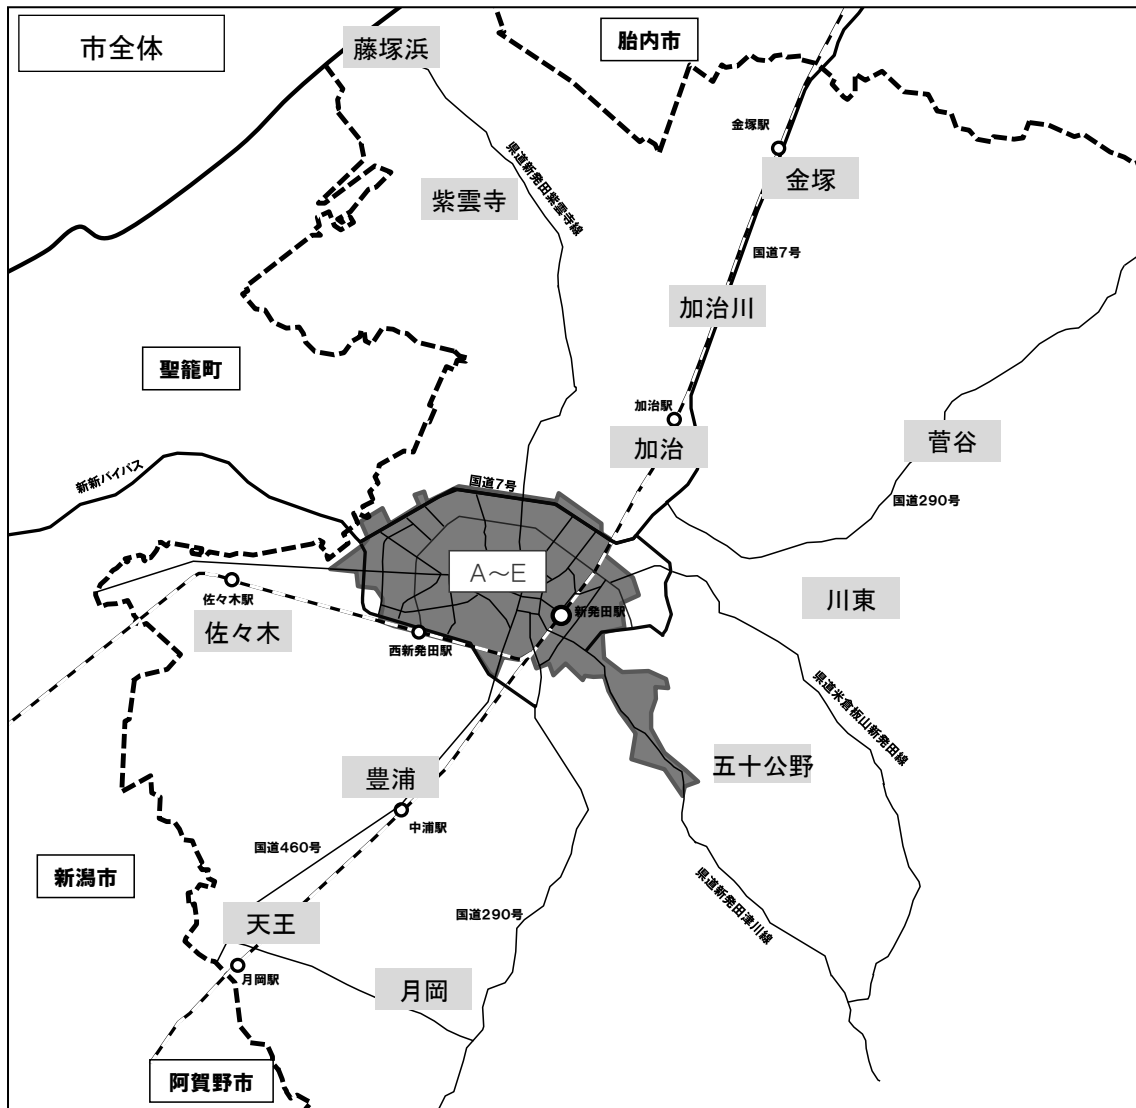 市全体
藤塚浜
胎内市
金塚駅
金塚
県道新発田紫雲寺線
紫雲寺
国道7号
加治川
聖籠町
加治駅
加治
菅谷
新新バイパス
国道7号
国道290号
A～E
佐々木駅
佐々木
新発田駅
川東
西新発田駅
県道米倉板山新発田線
豊浦
五十公野
中浦駅
国道460号
新潟市
県道新発田津川線
国道290号
天王
月岡駅
月岡
阿賀野市